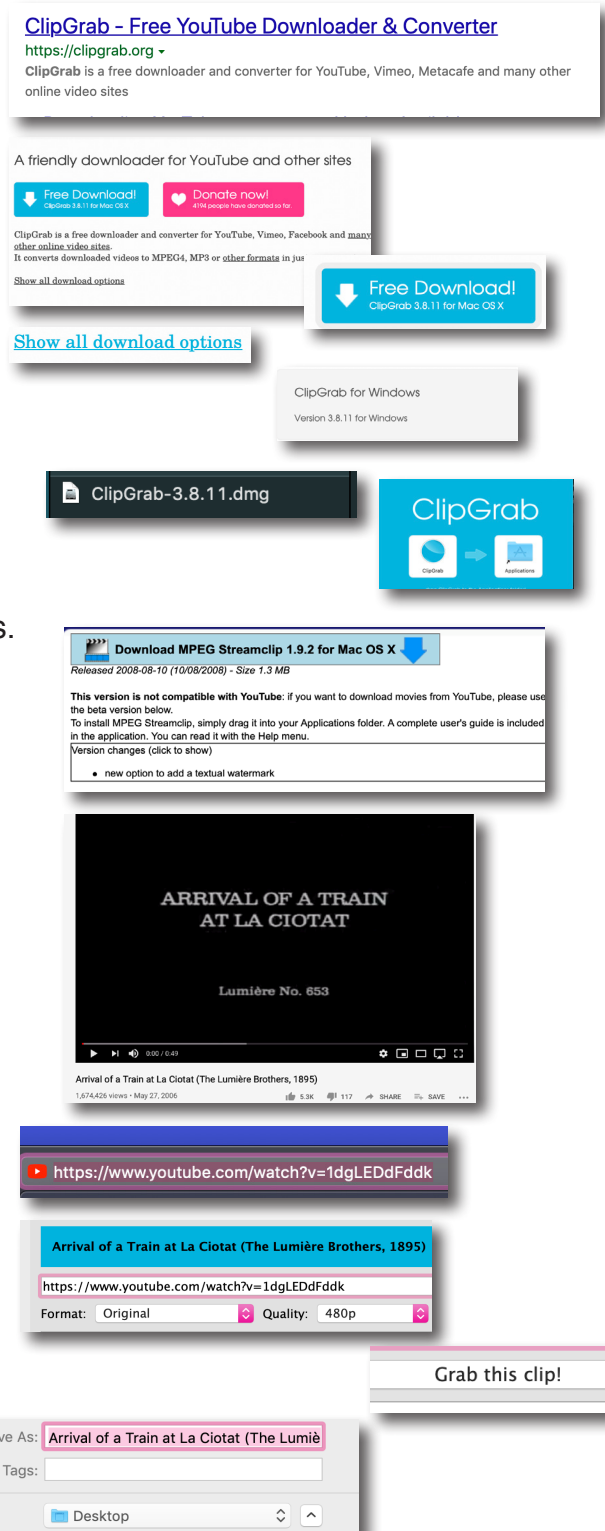 ClipGrab - Free YouTube Downloader & Converter
https://clipgrab.org
ClipGrab is a free downloader and converter for YouTube, Vimeo, Metacafe and many other
online video sites
A friendly downloader for YouTube and other sites
Free Download!
ClipGrab 3.8.11 for Mac OS X
Donate now!
4194 people have donated so far.
ClipGrab is a free downloader and converter for YouTube, Vimeo, Facebook and many
other online video sites.
It converts downloaded videos to MPEG4, MP3 or other formats in jus
Show all download options
Free Download!
ClipGrab 3.8.11 for Mac OS X
Show all download options
ClipGrab for Windows
Version 3.8.11 for Windows
ClipGrab-3.8.11.dmg
ClipGrab
ClipGrab
Applications
s.
Download MPEG Streamclip 1.9.2 for Mac OS X
Released 2008-08-10 (10/08/2008) - Size 1.3 MB
This version is not compatible with YouTube: if you want to download movies from YouTube, please use
the beta version below.
To install MPEG Streamclip, simply drag it into your Applications folder. A complete user's guide is included
in the application. You can read it with the Help menu.
Version changes (click to show)
• new option to add a textual watermark
ARRIVAL OF A TRAIN
AT LA CIOTAT
Lumière No. 653
0:00 / 0:49
Arrival of a Train at La Ciotat (The Lumière Brothers, 1895)
1,674,426 views • May 27, 2006
5.3K 117 SHARE SAVE ...
https://www.youtube.com/watch?v=1dgLEDdFddk
Arrival of a Train at La Ciotat (The Lumière Brothers, 1895)
https://www.youtube.com/watch?v=1dgLEDdFddk
Format: Original Quality: 480p
Grab this clip!
ve As: Arrival of a Train at La Ciotat (The Lumiè
Tags:
Desktop